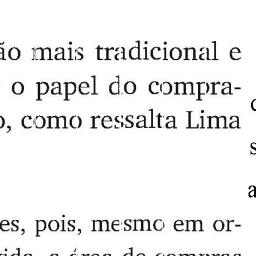 ão mais tradicional e
o papel do compra-
o, como ressalta Lima
es, pois, mesmo em or-